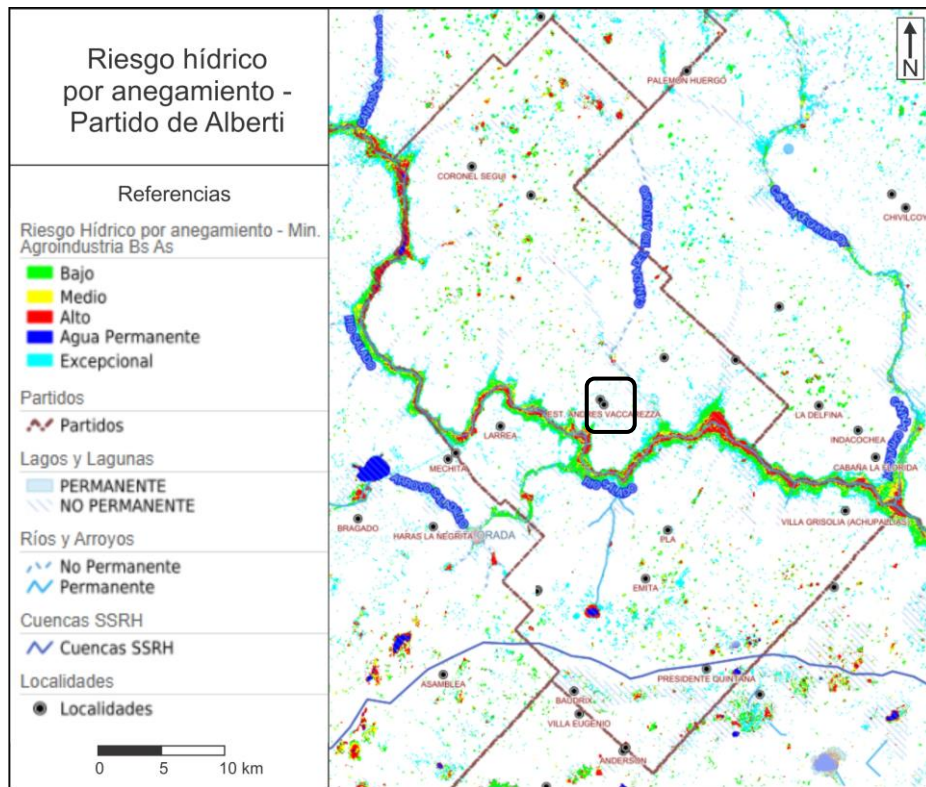 Riesgo hídrico
por anegamiento -
Partido de Alberti
Referencias
Riesgo Hídrico por anegamiento - Min.
Agroindustria Bs As
Bajo
Medio
Alto
Agua Permanente
Excepcional
Partidos
Partidos
Lagos y Lagunas
PERMANENTE
NO PERMANENTE
Ríos y Arroyos
No Permanente
Permanente
Cuencas SSRH
Cuencas SSRH
Localidades
Localidades
0 5 10 km
N
PALEMON HUERGO
CORONEL SEGUI
CHIVILCOY
EST. ANDRES VACCAREZZA
LA DELFINA
LARREA
INDACOCHEA
MECHITA
CABAÑA LA FLORIDA
BRAGADO
HARAS LA NEGRITA
VILLA GRISOLIA (ACHUPALLAS)
PLA
EMITA
ASAMBLEA
PRESIDENTE QUINTANA
BAUDRIX
VILLA EUGENIO
ANDERSON